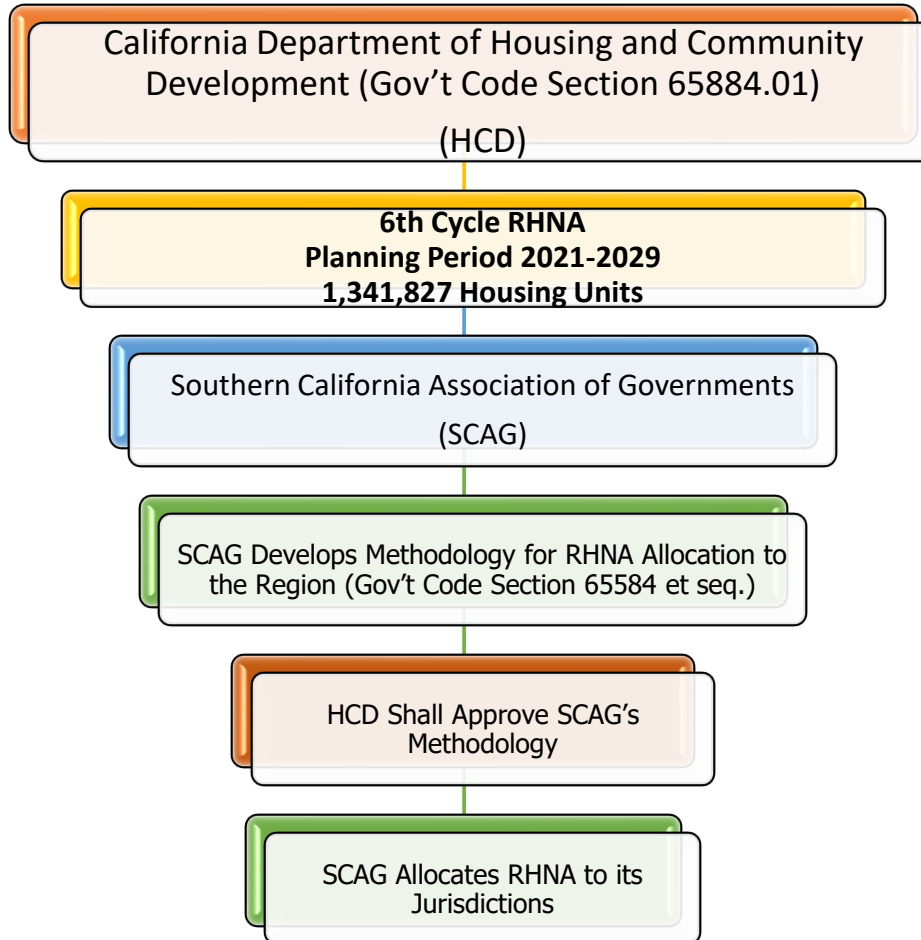 California Department of Housing and Community
Development (Gov’t Code Section 65884.01)
(HCD)
6th Cycle RHNA
Planning Period 2021-2029
1,341,827 Housing Units
Southern California Association of Governments
(SCAG)
SCAG Develops Methodology for RHNA Allocation to
the Region (Gov’t Code Section 65584 et seq.)
HCD Shall Approve SCAG’s
Methodology
SCAG Allocates RHNA to its
Jurisdictions